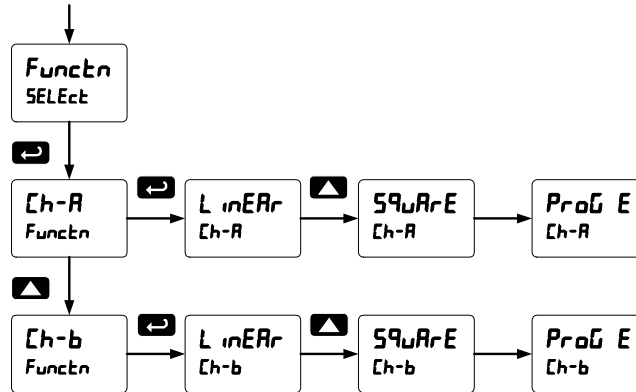 Functn
SELEct
Ch-A
Functn
LinEAr
Ch-A
SquArE
Ch-A
ProG E
Ch-A
Ch-b
Functn
LinEAr
Ch-b
SquArE
Ch-b
ProG E
Ch-b